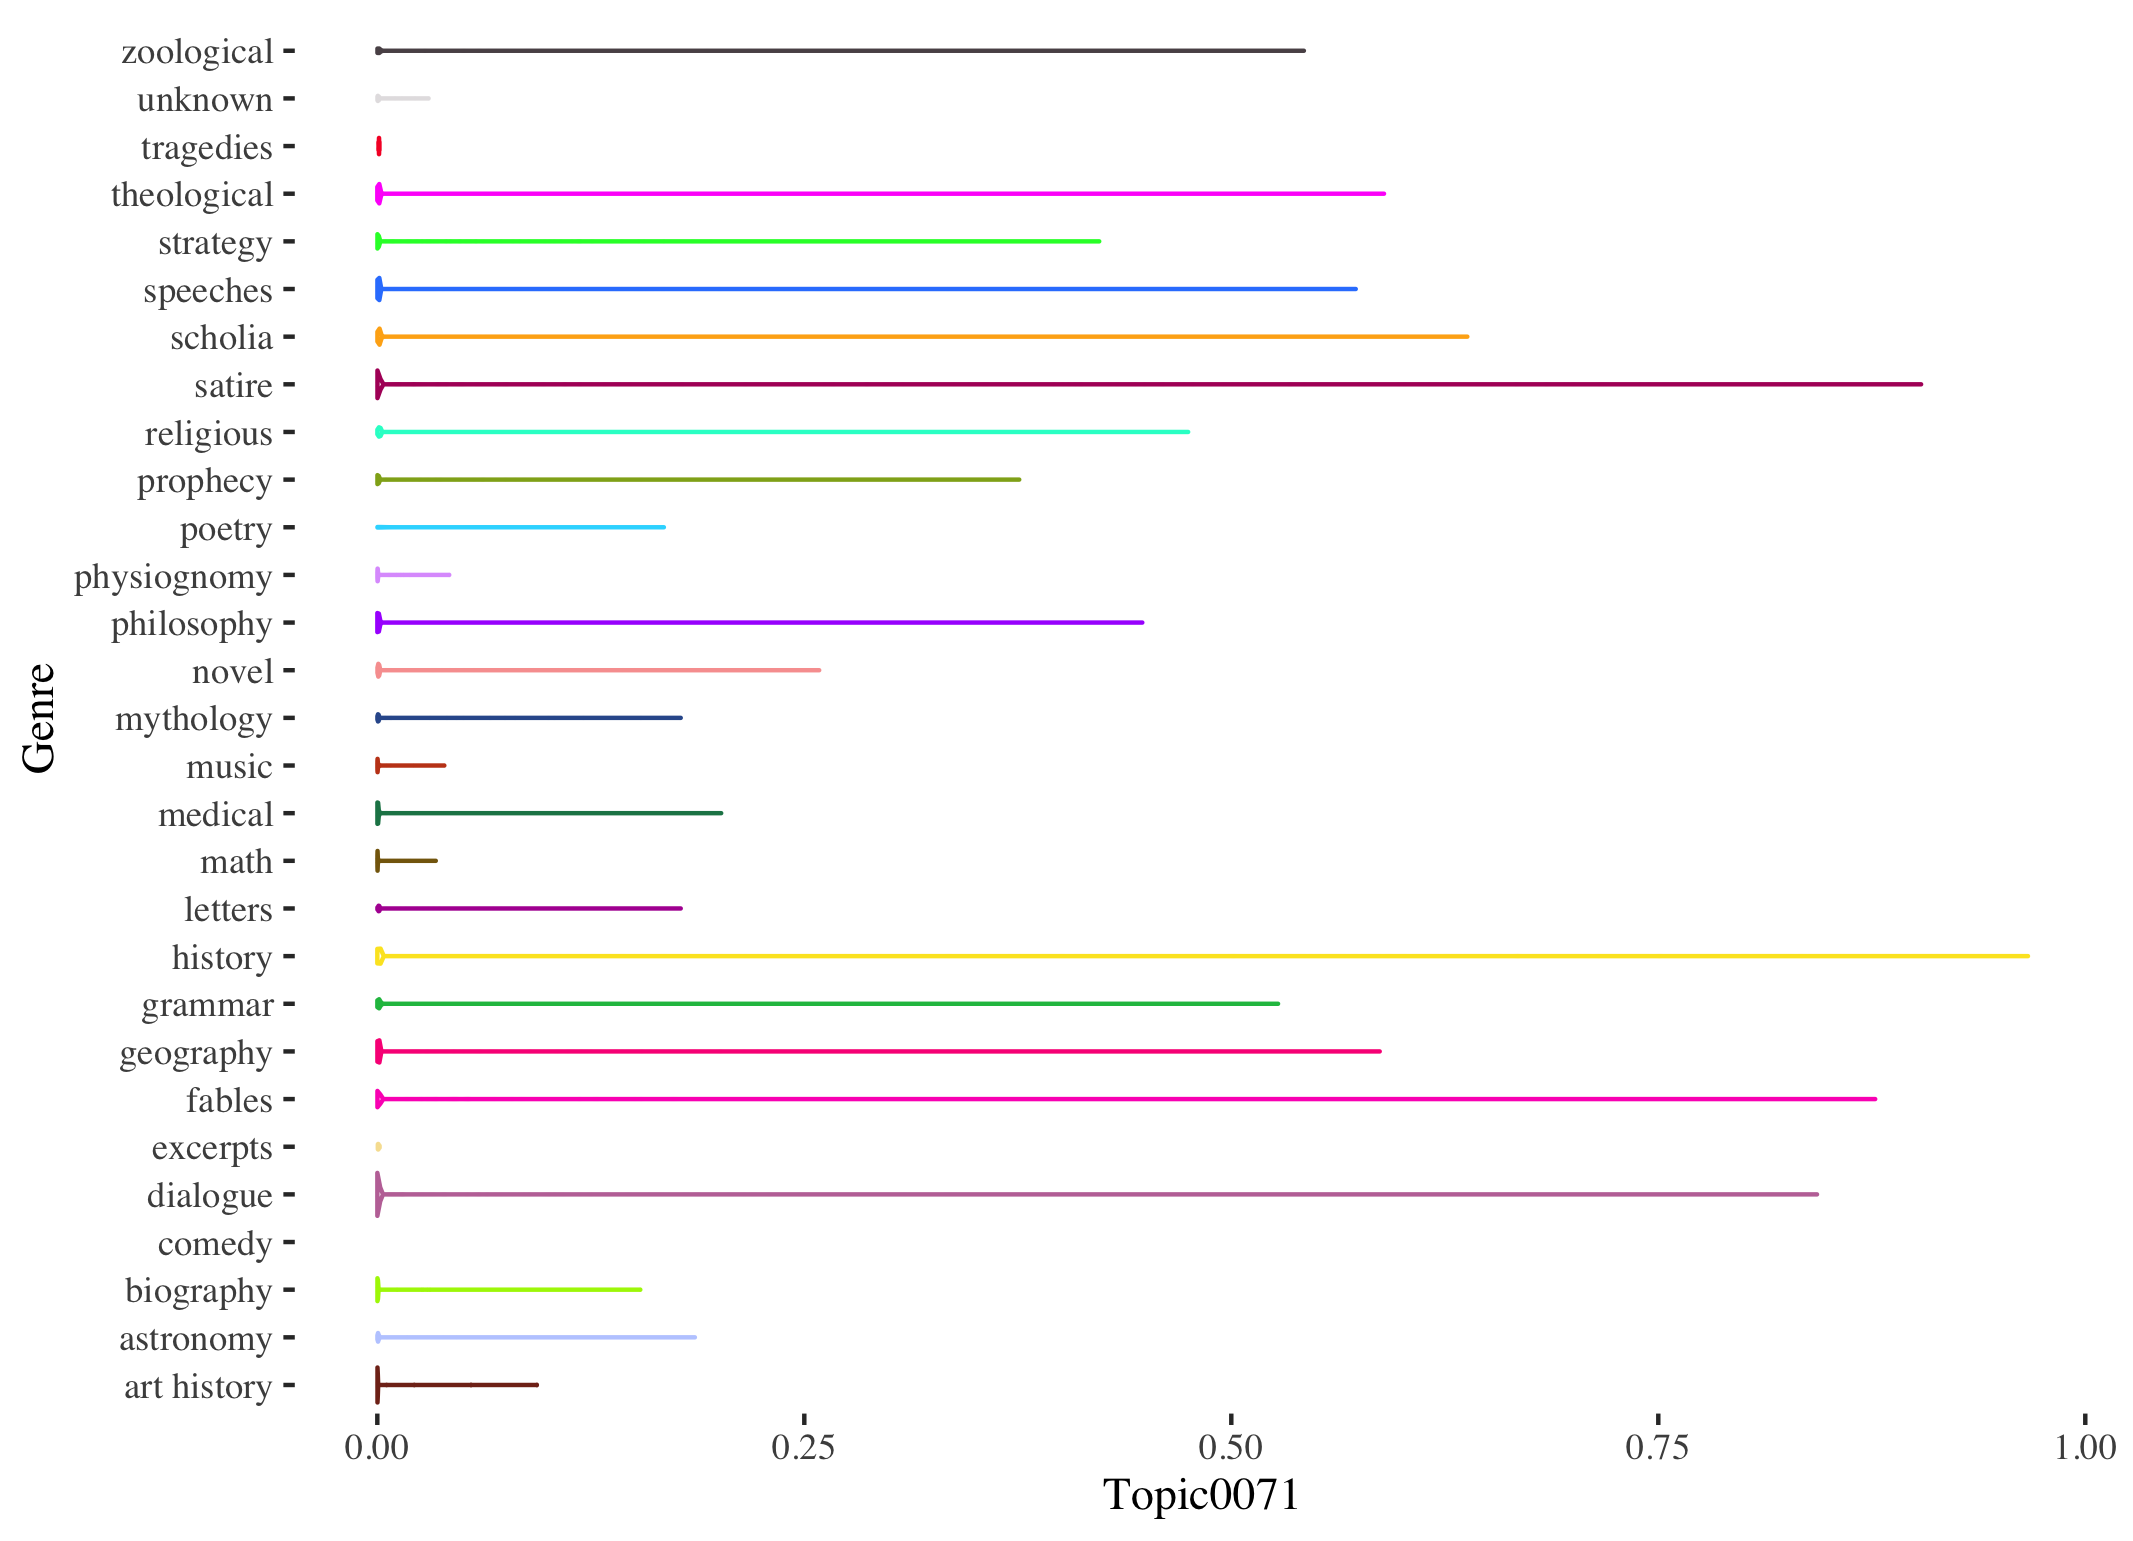 zoological
unknown
tragedies
theological
strategy
speeches
scholia
satire
religious
prophecy
poetry
physiognomy
philosophy
novel
mythology
music
medical
math
letters
history
grammar
geography
fables
excerpts
dialogue
comedy
biography
astronomy
art history
Genre
0.00 0.25 0.50 0.75 1.00
Topic0071